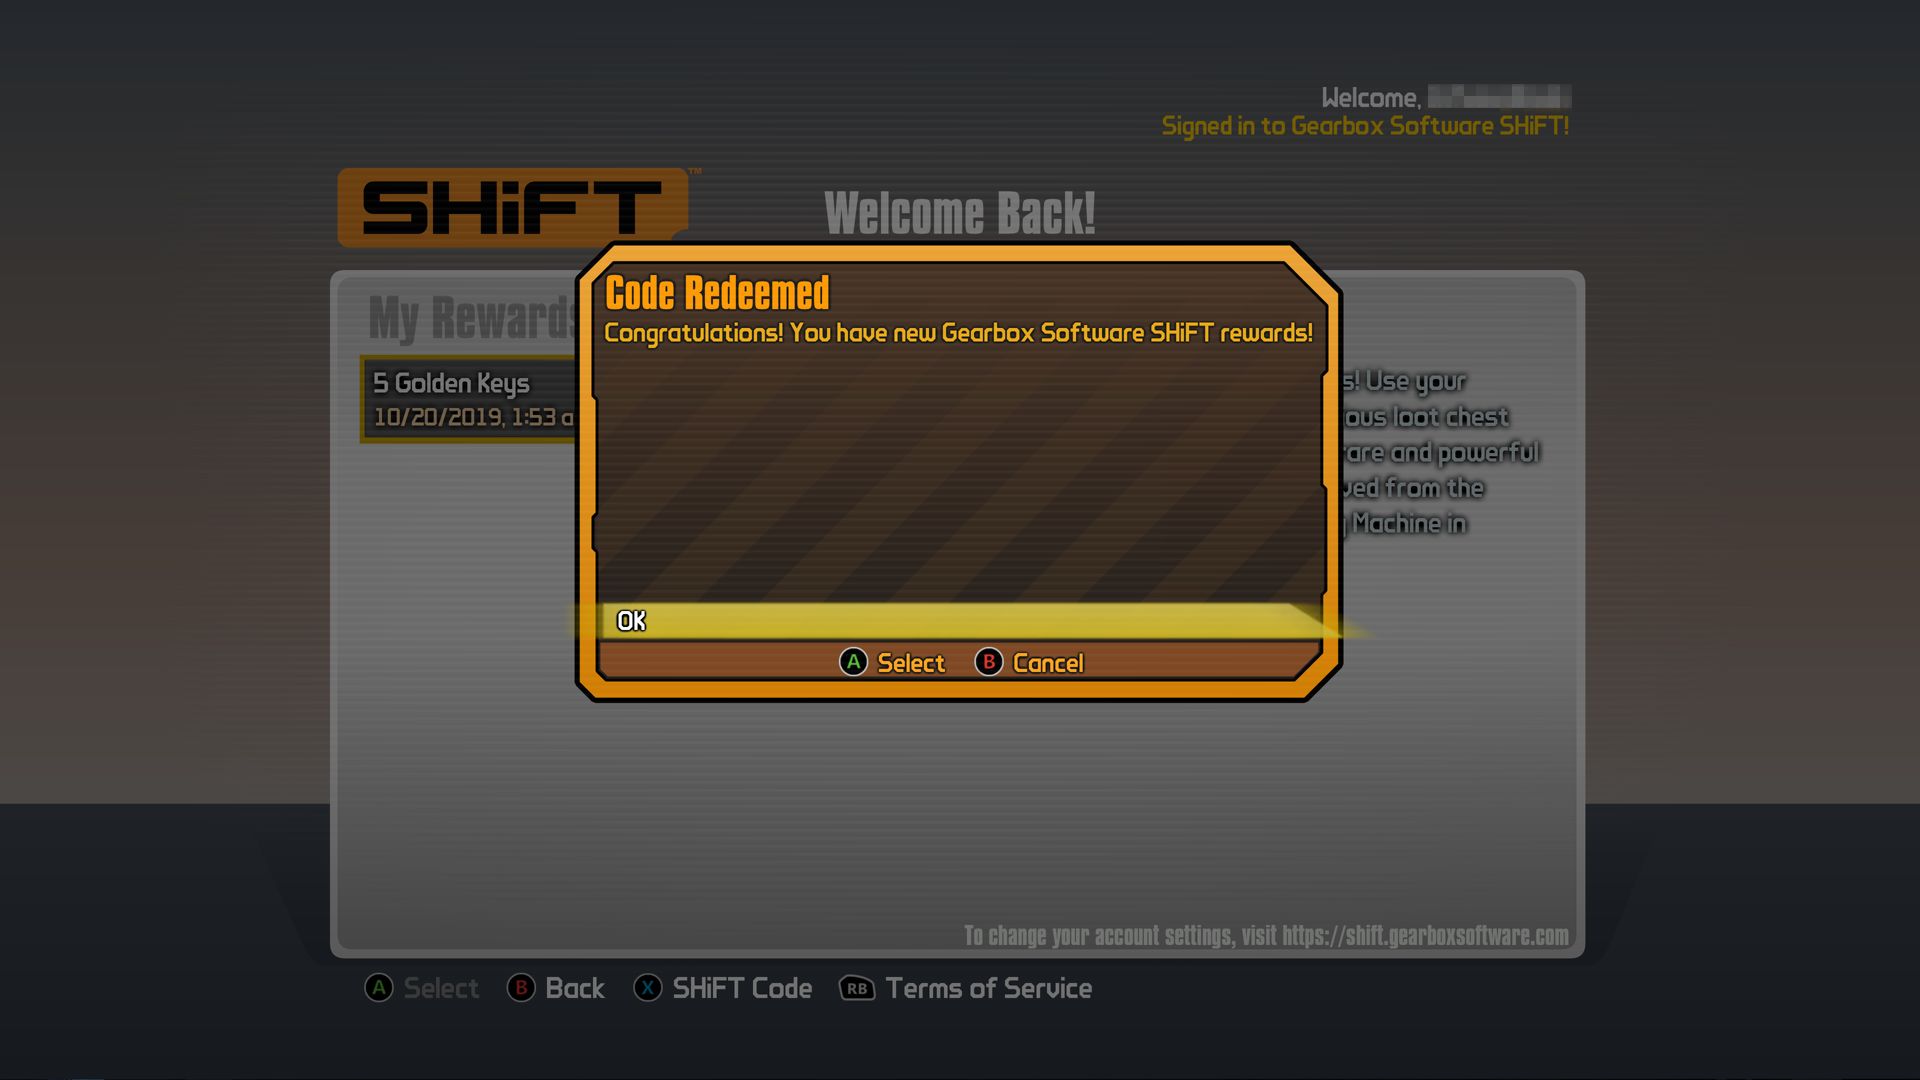 Welcome,
Signed in to Gearbox Software SHiFT!
SHiFT™
Welcome Back!
My Rewards
Code Redeemed
Congratulations! You have new Gearbox Software SHiFT rewards!
5 Golden Keys
10/20/2019, 1:53
s! Use your
ous loot chest
rare and powerful
ved from the
Machine in
OK
A Select B Cancel
To change your account settings, visit https://shift.gearboxsoftware.com
A Select B Back X SHiFT Code RB Terms of Service